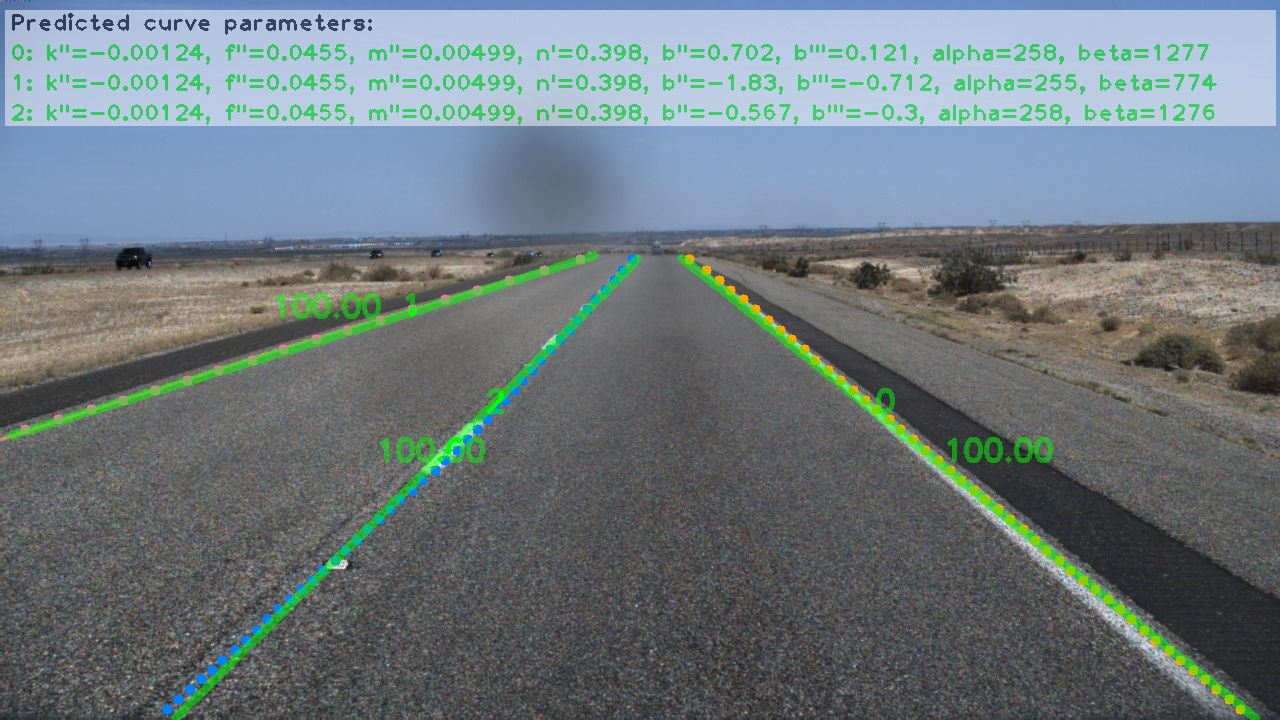 Predicted curve parameters:
0: k''=-0.00124, f''=0.0455, m''=0.00499, n'=0.398, b''=0.702, b'''=0.121, alpha=258, beta=1277
1: k''=-0.00124, f''=0.0455, m''=0.00499, n'=0.398, b''=-1.83, b'''=-0.712, alpha=255, beta=774
2: k''=-0.00124, f''=0.0455, m''=0.00499, n'=0.398, b''=-0.567, b'''=-0.3, alpha=258, beta=1276
100.00 1
2
0
100.00
100.00